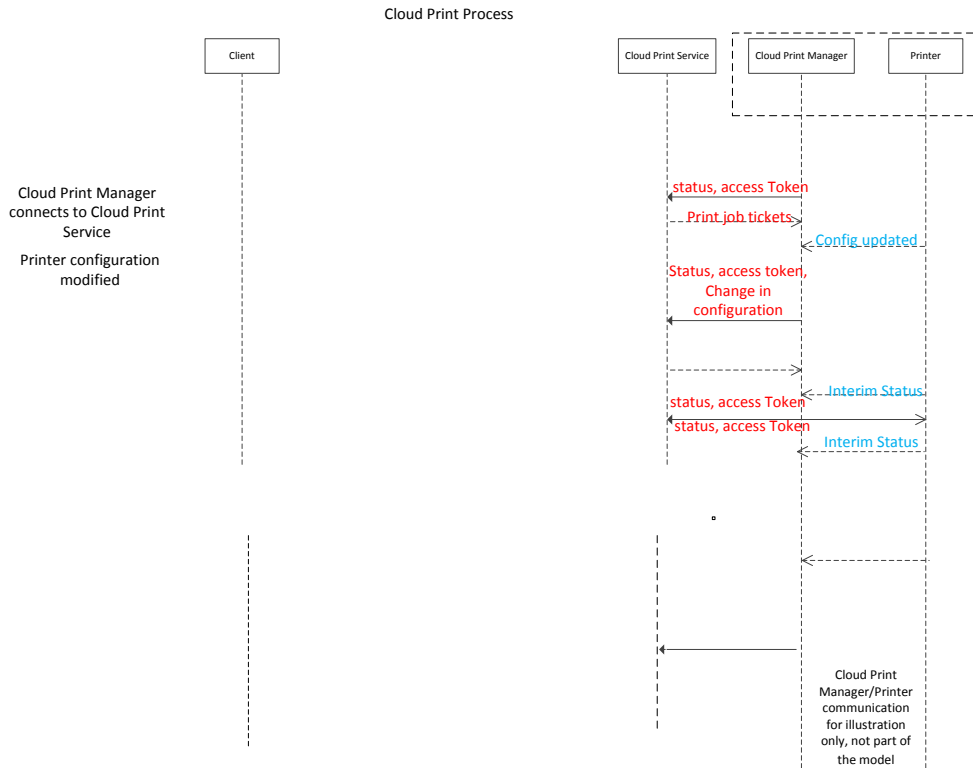 Cloud Print Process
Client
Cloud Print Service
Cloud Print Manager
Printer
Cloud Print Manager
connects to Cloud Print
Service
Printer configuration
modified
status, access Token
Print job tickets
Config updated
Status, access token,
Change in
configuration
Interim Status
status, access Token
status, access Token
Interim Status
Cloud Print
Manager/Printer
communication
for illustration
only, not part of
the model